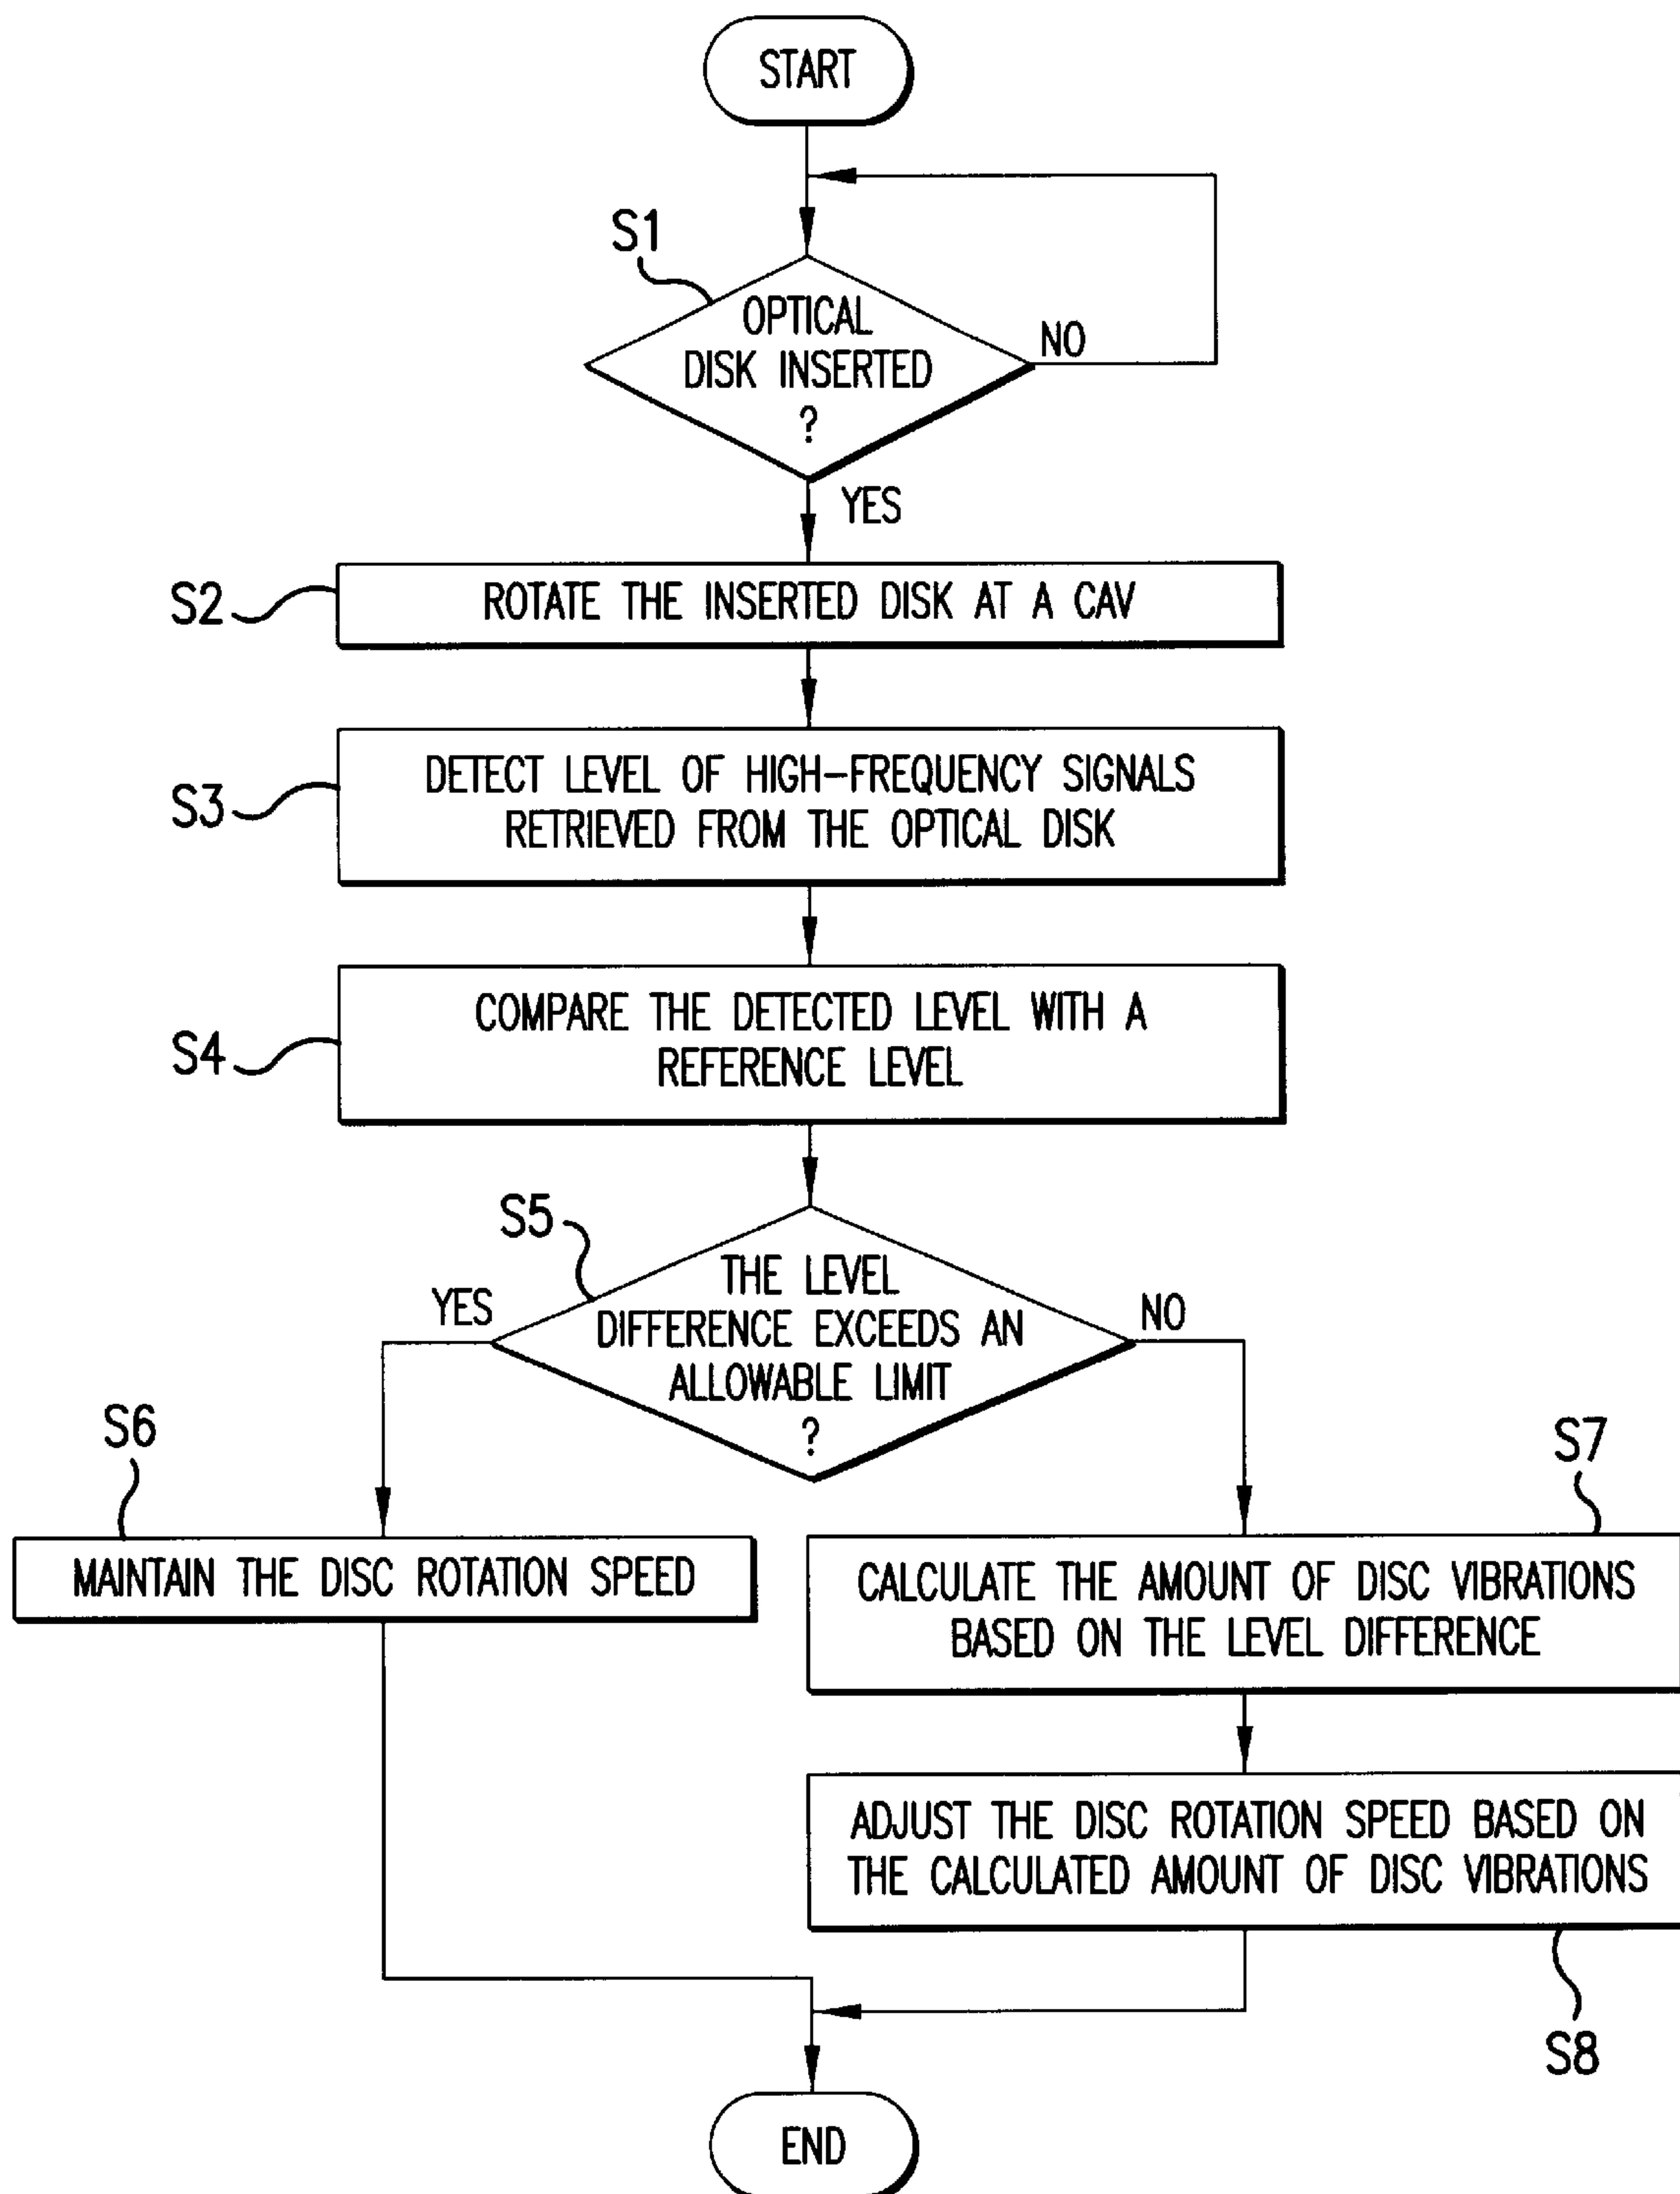 START
S1
OPTICAL
DISK INSERTED
?
NO
YES
S2
ROTATE THE INSERTED DISK AT A CAV
S3
DETECT LEVEL OF HIGH-FREQUENCY SIGNALS
RETRIEVED FROM THE OPTICAL DISK
S4
COMPARE THE DETECTED LEVEL WITH A
REFERENCE LEVEL
S5
THE LEVEL
DIFFERENCE EXCEEDS AN
ALLOWABLE LIMIT
?
YES
NO
S6
MAINTAIN THE DISC ROTATION SPEED
S7
CALCULATE THE AMOUNT OF DISC VIBRATIONS
BASED ON THE LEVEL DIFFERENCE
ADJUST THE DISC ROTATION SPEED BASED ON
THE CALCULATED AMOUNT OF DISC VIBRATIONS
S8
END